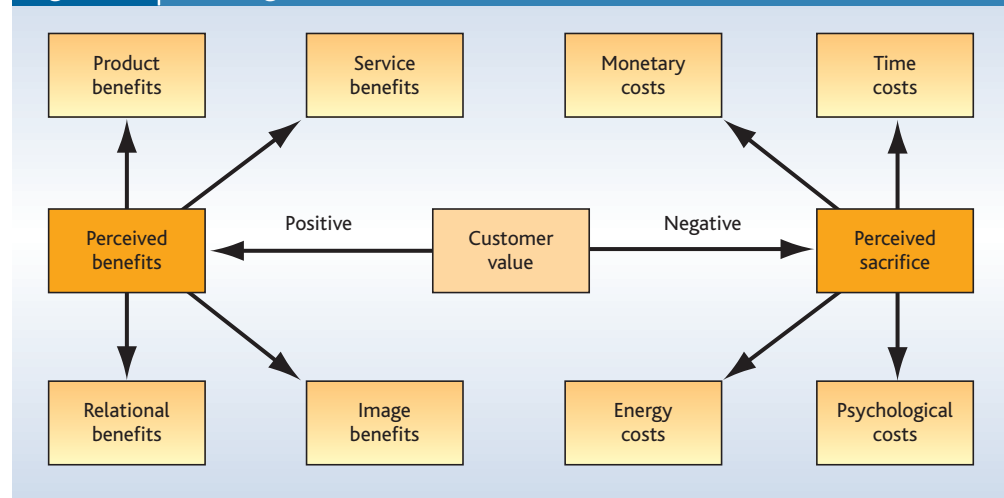 Product
benefits
Service
benefits
Monetary
costs
Time
costs
Perceived
benefits
Positive
Customer
value
Negative
Perceived
sacrifice
Relational
benefits
Image
benefits
Energy
costs
Psychological
costs